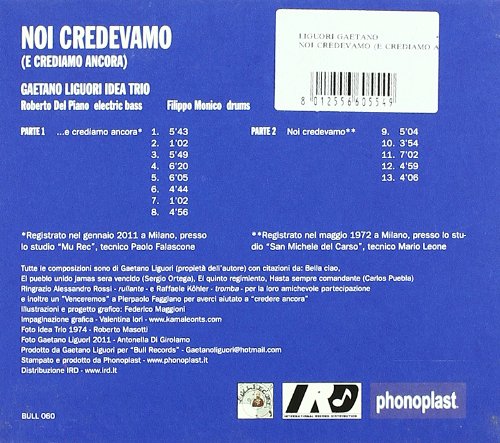 NOI CREDEVAMO
(E CREDIAMO ANCORA)
GAETANO LIGUORI IDEA TRIO
Roberto Del Piano electric bass Filippo Monico drums
LIGUORI GAETANO
NOI CREDEVAMO (E CREDIAMO A
8 012556 605549
PARTE 1 ...e crediamo ancora* 1. 5'43
2. 1'02
3. 5'49
4. 6'20
5. 6'05
6. 4'44
7. 1'02
8. 4'56
PARTE 2 Noi credevamo** 9. 5'04
10. 3'54
11. 7'02
12. 4'59
13. 4'06
*Registrato nel gennaio 2011 a Milano, presso
lo studio "Mu Rec", tecnico Paolo Falascone
**Registrato nel maggio 1972 a Milano, presso lo stu-
dio "San Michele del Carso", tecnico Mario Leone
Tutte le composizioni sono di Gaetano Liguori (propietà dell'autore) con citazioni da: Bella ciao,
El pueblo unido jamas sera vencido (Sergio Ortega), El quinto regimiento, Hasta sempre comandante (Carlos Puebla)
Ringrazio Alessandro Rossi - rullante - e Raffaele Köhler - tromba - per la loro amichevole partecipazione
e inoltre un "Venceremos" a Pierpaolo Faggiano per averci aiutato a "credere ancora"
Illustrazioni e progetto grafico: Federico Maggioni
Impaginazione grafica - Valentina Iori - www.kamaleonts.com
Foto Idea Trio 1974 - Roberto Masotti
Foto Gaetano Liguori 2011 - Antonella Di Girolamo
Prodotto da Gaetano Liguori per "Bull Records" - Gaetanoliguori@hotmail.com
Stampato e prodotto da Phonoplast - www.phonoplast.it
Distribuzione IRD - www.ird.it
BULL 060
IRD
INTERNATIONAL RECORD DISTRIBUTION
phonoplast